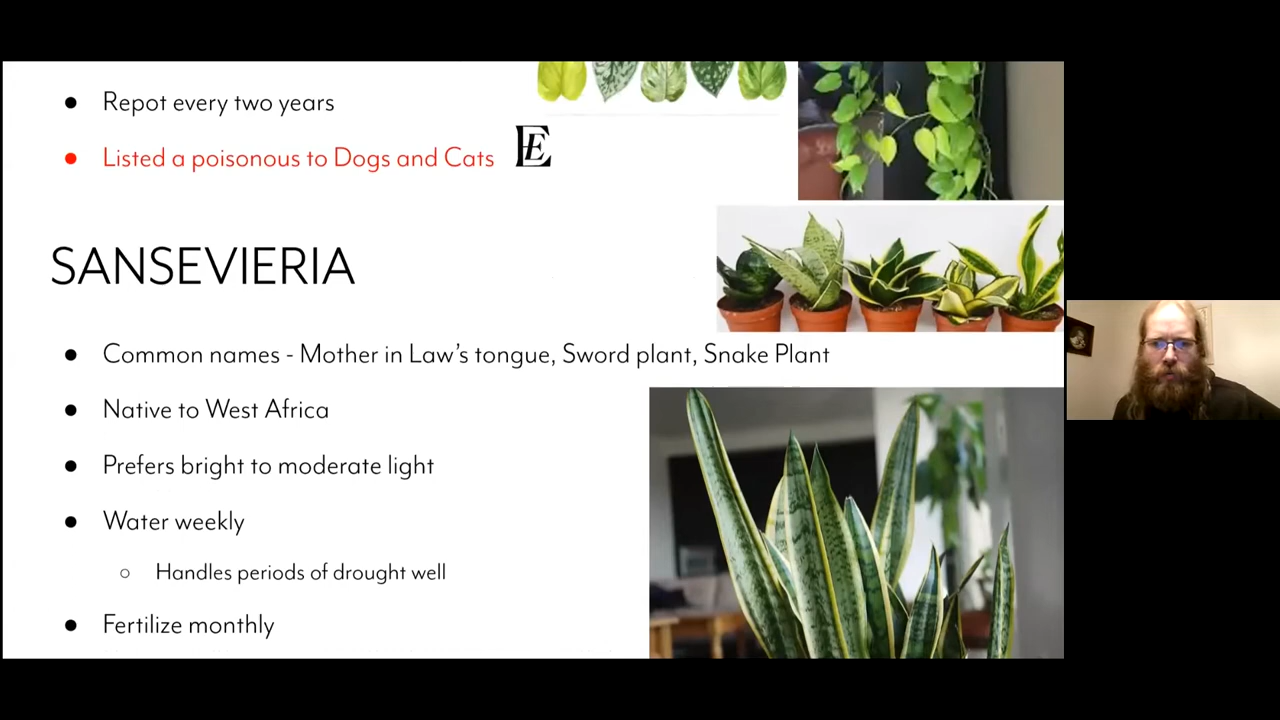 Repot every two years
Listed a poisonous to Dogs and Cats
SANSEVIERIA
Common names - Mother in Law's tongue, Sword plant, Snake Plant
Native to West Africa
Prefers bright to moderate light
Water weekly
Handles periods of drought well
Fertilize monthly